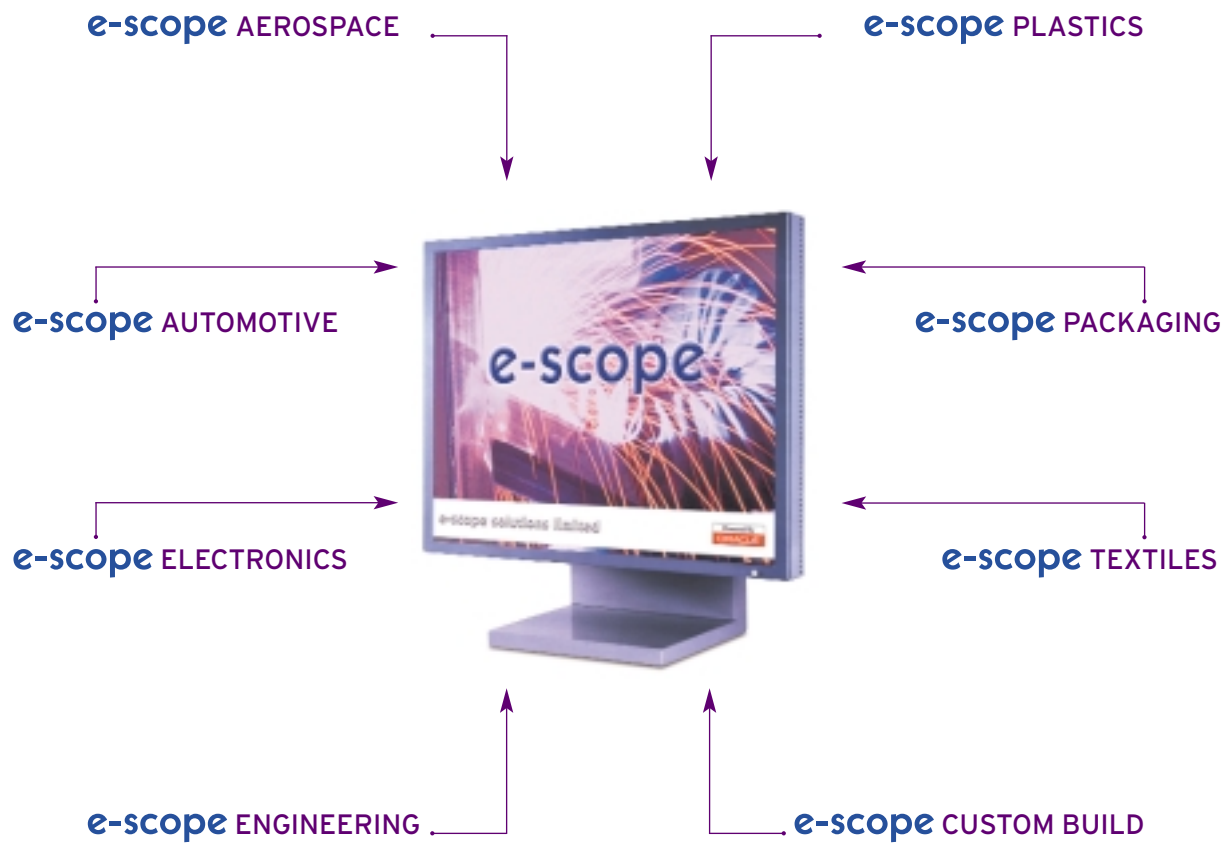 e-scope AEROSPACE
e-scope PLASTICS
e-scope AUTOMOTIVE
e-scope PACKAGING
e-scope
e-scope solutions limited
ORACLE
e-scope ELECTRONICS
e-scope TEXTILES
e-scope ENGINEERING
e-scope CUSTOM BUILD